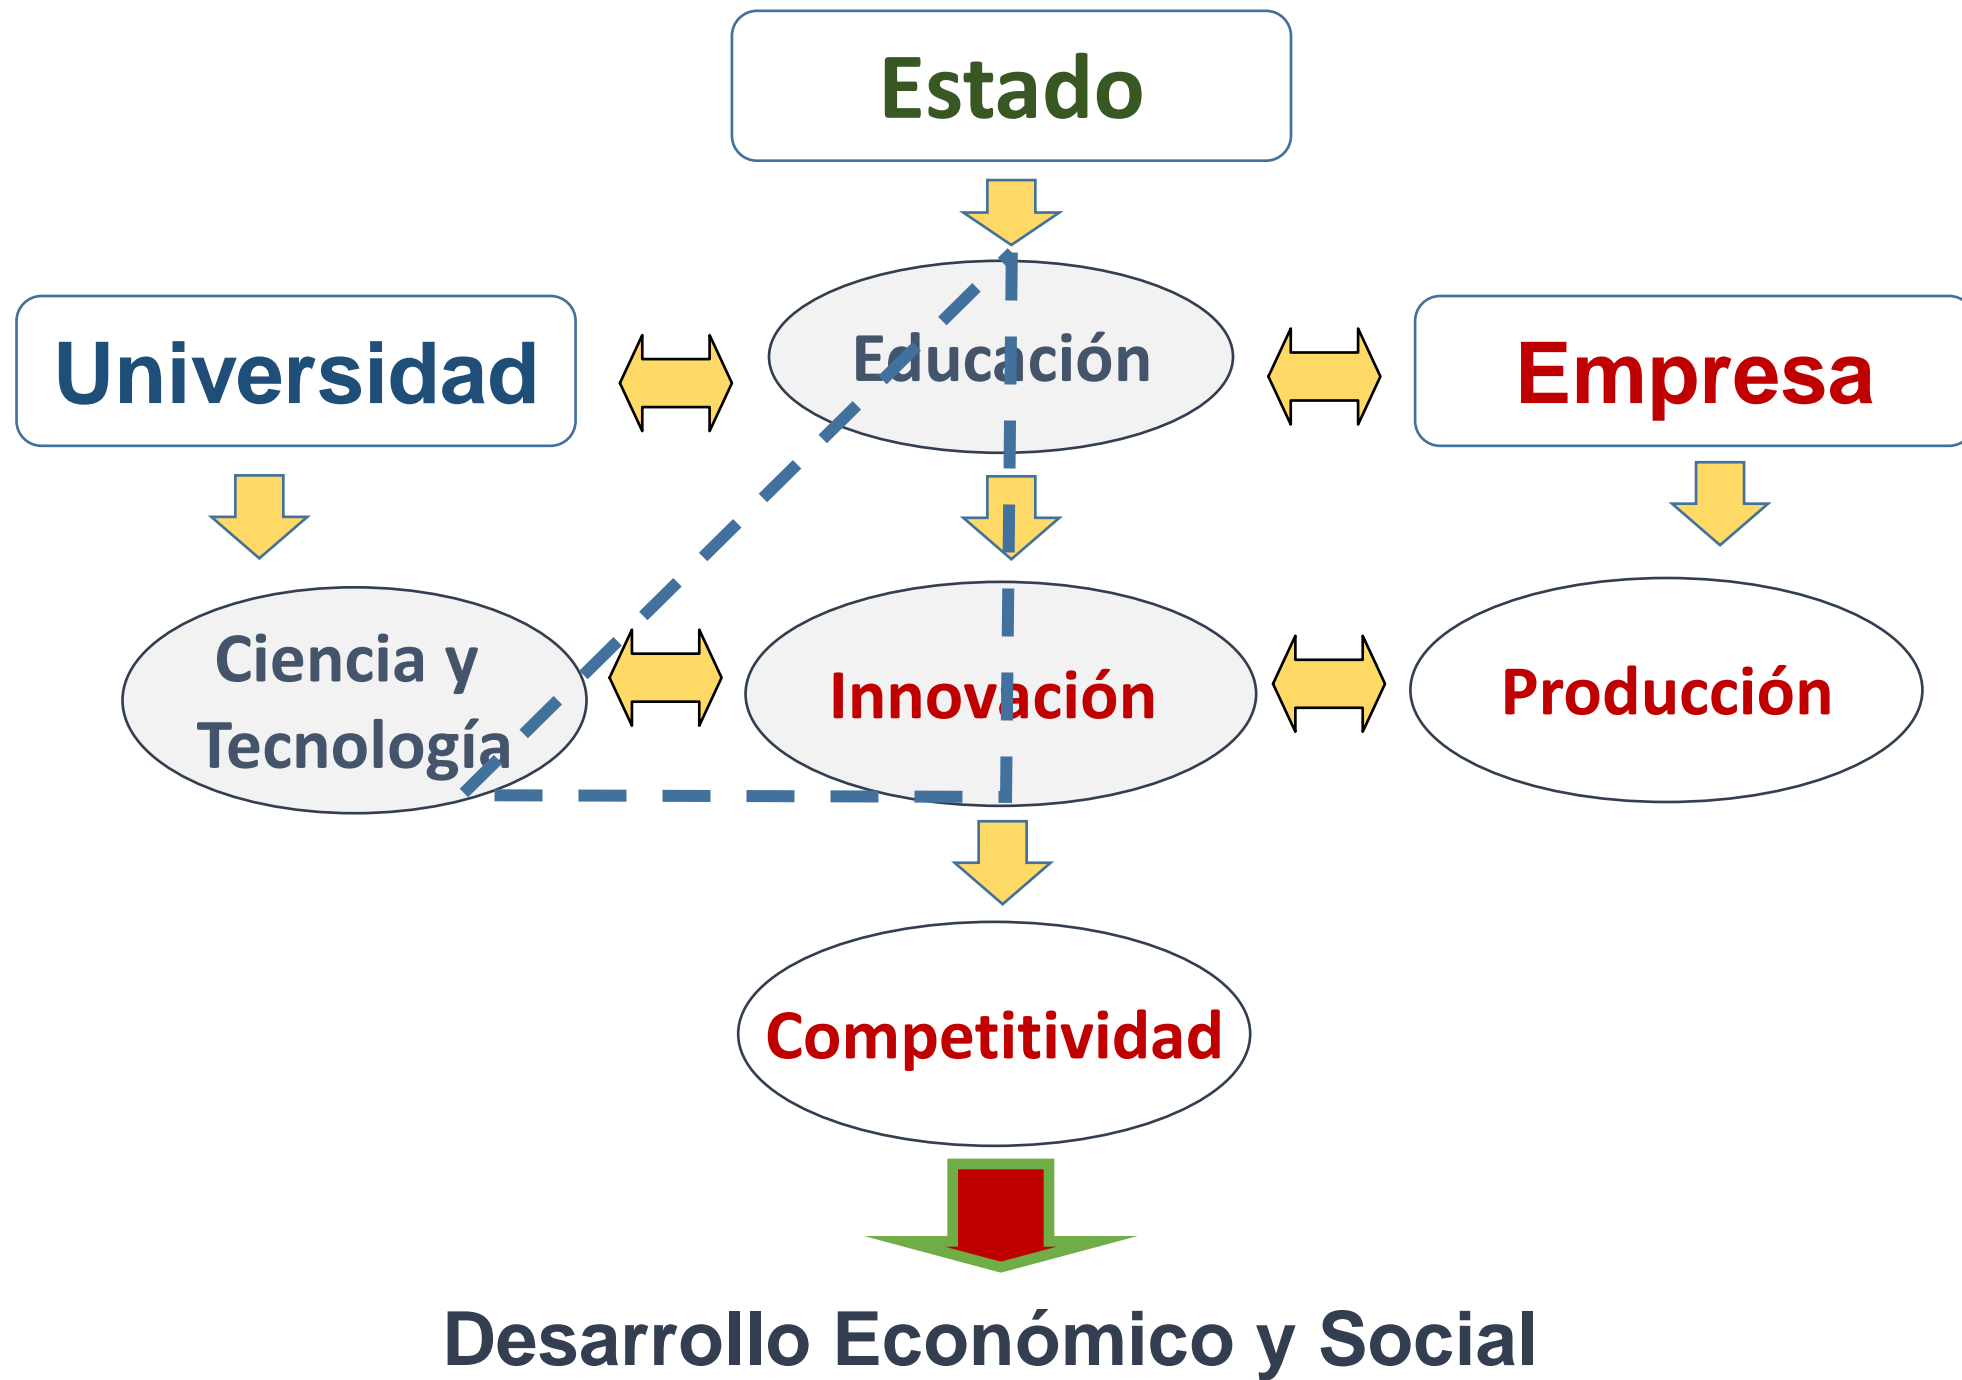 Estado
Universidad
Educación
Empresa
Ciencia y
Tecnología
Innovación
Producción
Competitividad
Desarrollo Económico y Social